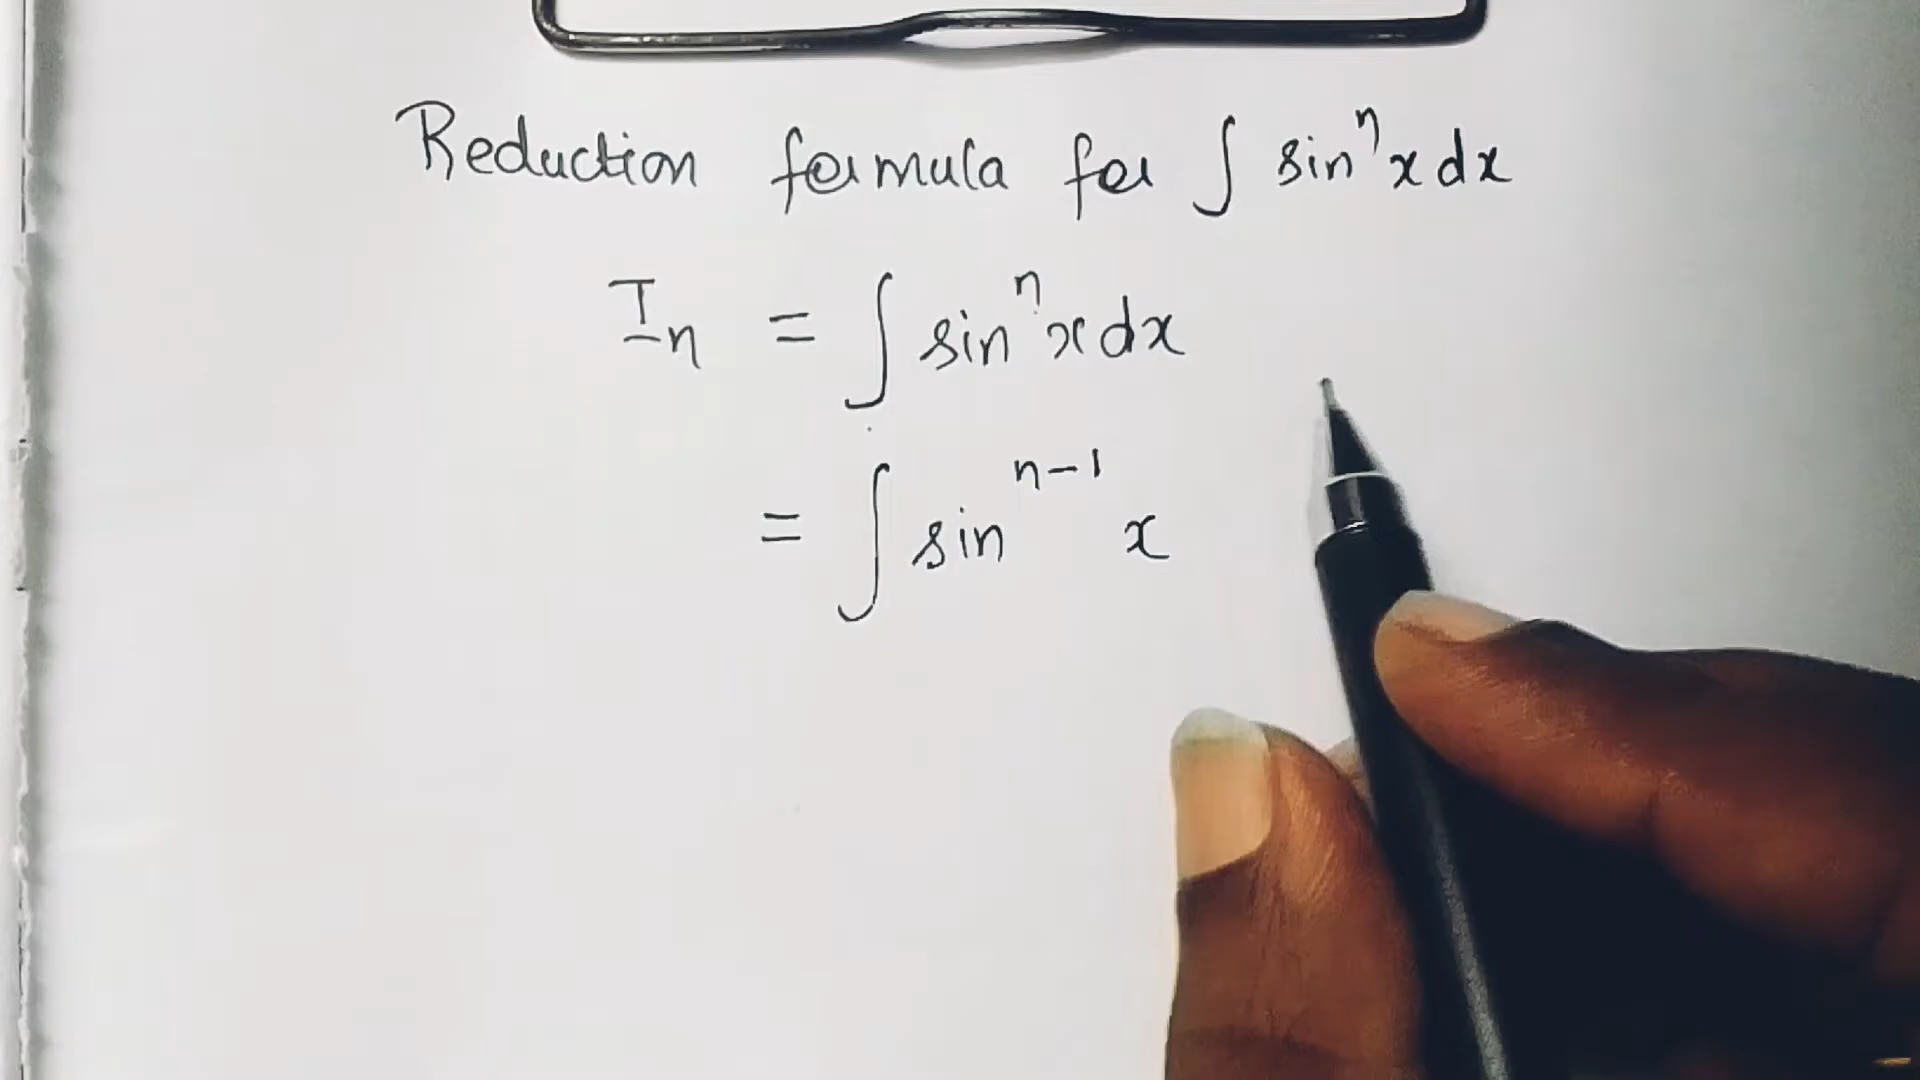 Reduction formula for ∫ sinⁿx dx
Iₙ = ∫ sinⁿx dx
= ∫ sinⁿ⁻¹ x